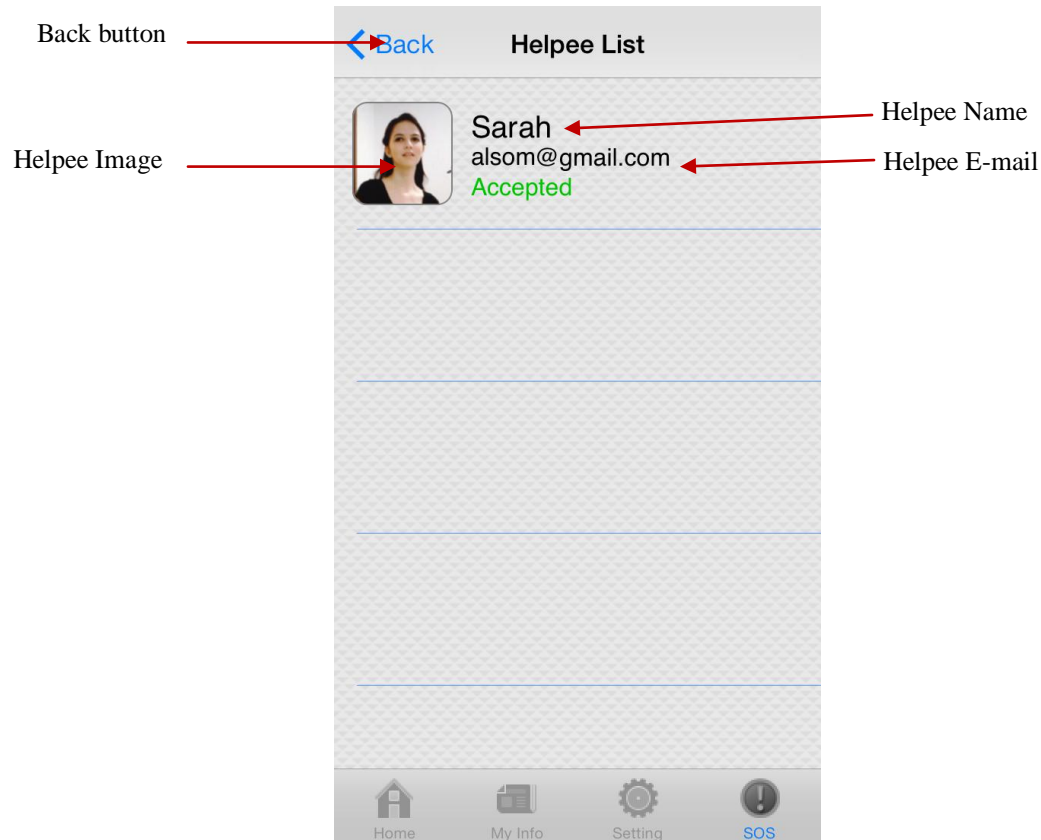 Back button
Back Helpee List
Helpee Name
Sarah
Helpee Image
alsom@gmail.com
Helpee E-mail
Accepted
Home My Info Setting SOS